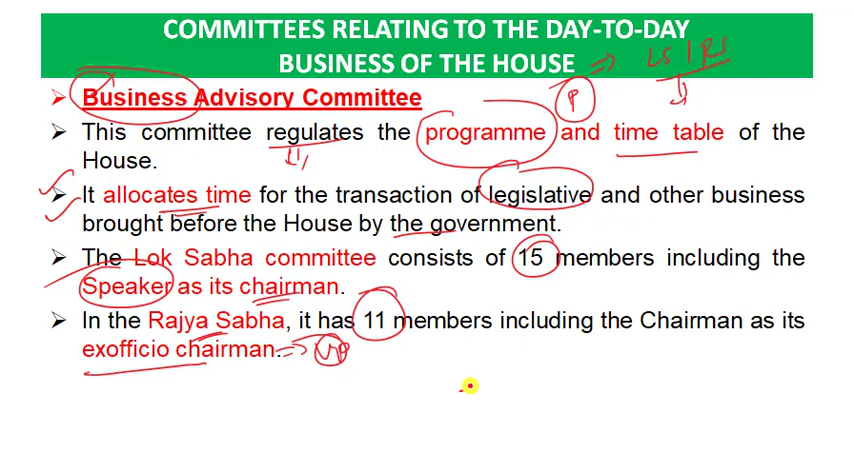 COMMITTEES RELATING TO THE DAY-TO-DAY
BUSINESS OF THE HOUSE
LS | RS
P
➢ Business Advisory Committee
➢ This committee regulates the programme and time table of the
House.
➢ It allocates time for the transaction of legislative and other business
brought before the House by the government.
➢ The Lok Sabha committee consists of 15 members including the
Speaker as its chairman.
➢ In the Rajya Sabha, it has 11 members including the Chairman as its
exofficio chairman. VP